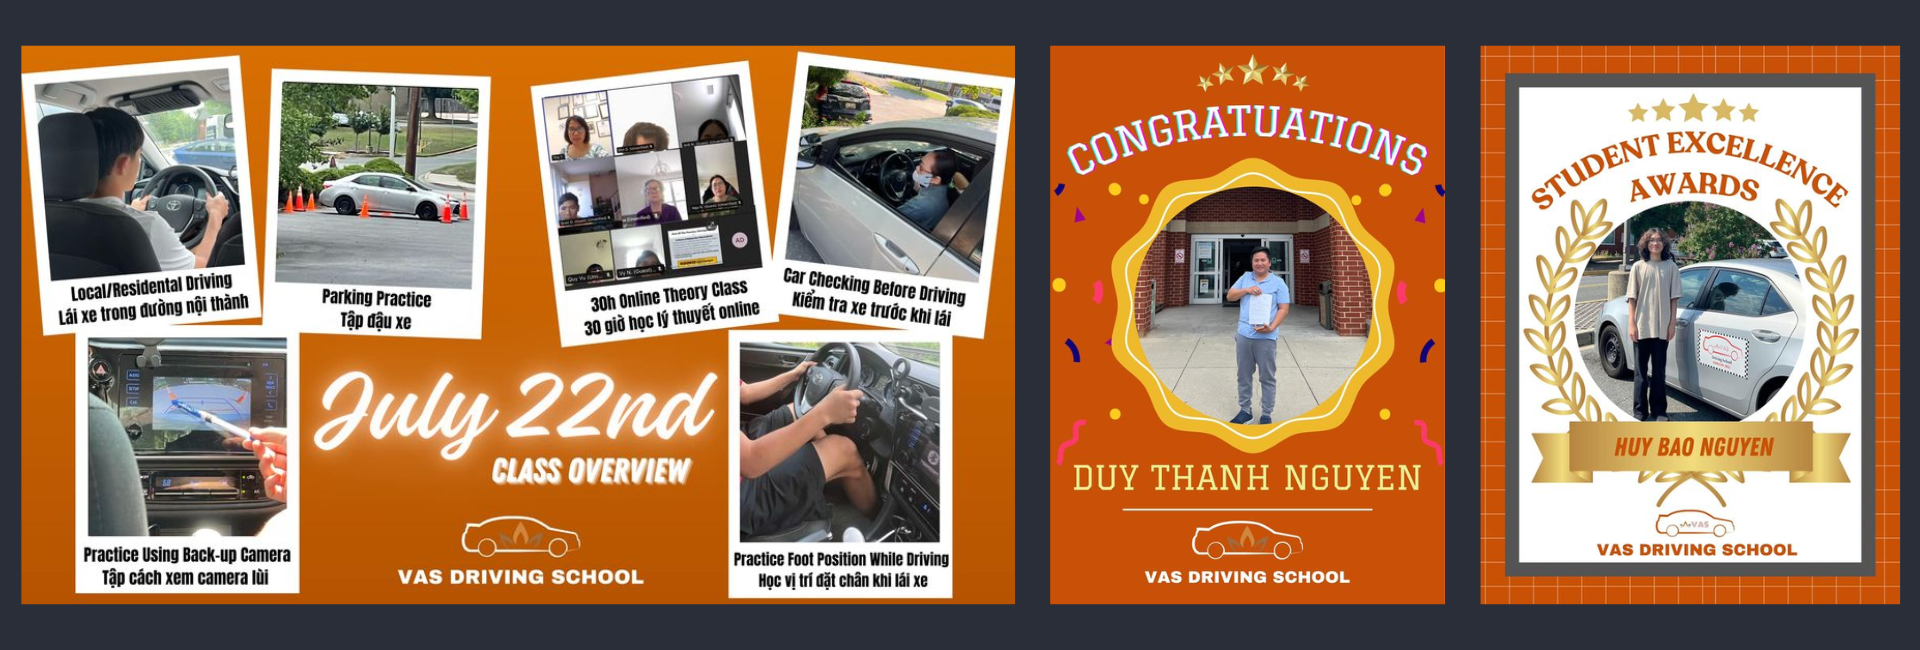 Local/Residental Driving
Lái xe trong đường nội thành
Parking Practice
Tập đậu xe
30h Online Theory Class
30 giờ học lý thuyết online
Car Checking Before Driving
Kiểm tra xe trước khi lái
Practice Using Back-up Camera
Tập cách xem camera lùi
July 22nd
CLASS OVERVIEW
VAS DRIVING SCHOOL
Practice Foot Position While Driving
Học vị trí đặt chân khi lái xe
CONGRATUATIONS
DUY THANH NGUYEN
VAS DRIVING SCHOOL
STUDENT EXCELLENCE
AWARDS
HUY BAO NGUYEN
VAS
VAS DRIVING SCHOOL
AD